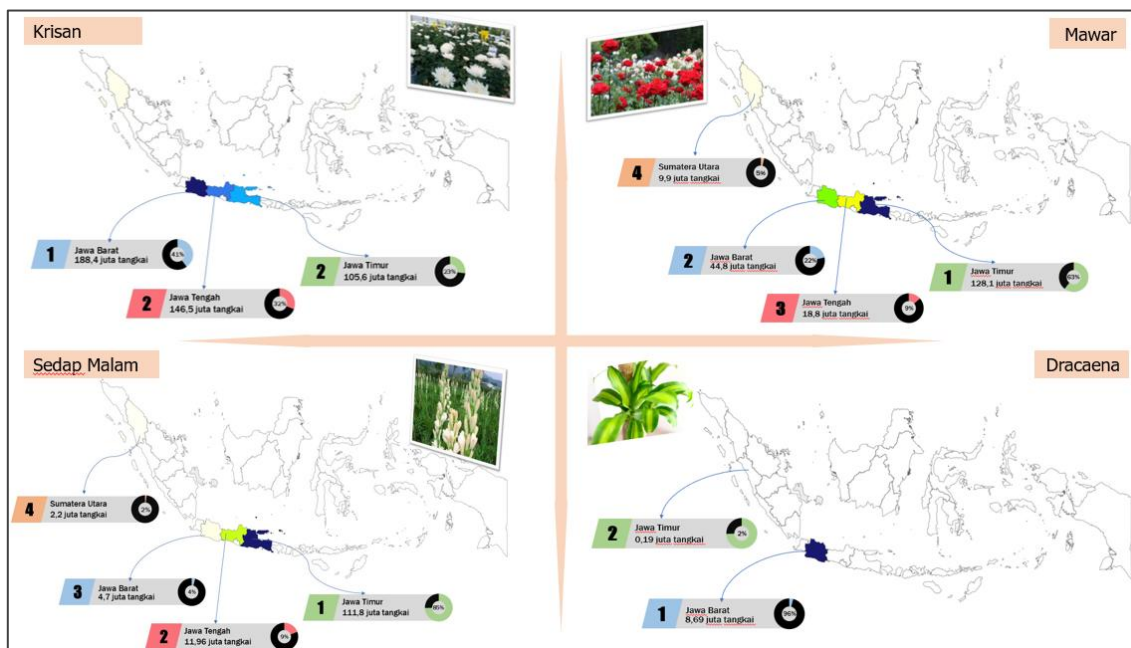 Krisan
1
Jawa Barat
188,4 juta tangkai
41%
2
Jawa Tengah
146,5 juta tangkai
32%
2
Jawa Timur
105,6 juta tangkai
23%
Mawar
4
Sumatera Utara
9,9 juta tangkai
5%
2
Jawa Barat
44,8 juta tangkai
22%
3
Jawa Tengah
18,8 juta tangkai
9%
1
Jawa Timur
128,1 juta tangkai
63%
Sedap Malam
4
Sumatera Utara
2,2 juta tangkai
2%
3
Jawa Barat
4,7 juta tangkai
4%
2
Jawa Tengah
11,96 juta tangkai
9%
1
Jawa Timur
111,8 juta tangkai
85%
Dracaena
2
Jawa Timur
0,19 juta tangkai
2%
1
Jawa Barat
8,69 juta tangkai
96%